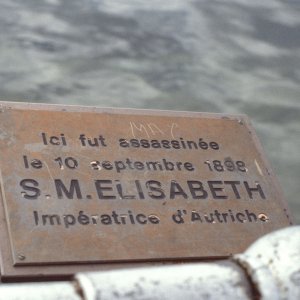 Ici fut assassinée
le 10 septembre 1898
S.M. ELISABETH
Impératrice d'Autriche